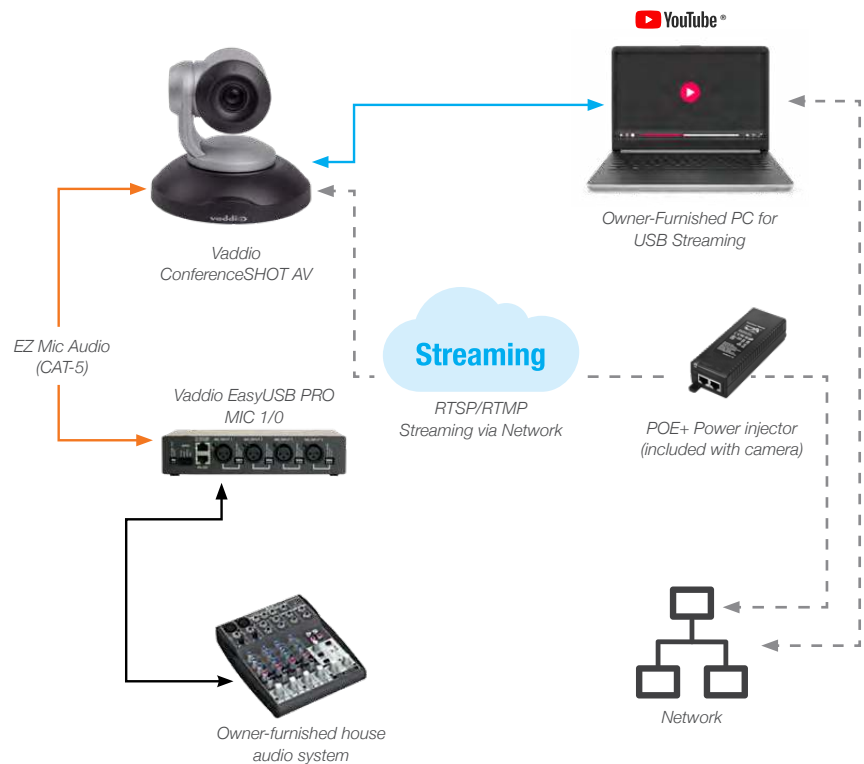 YouTube®
vaddio
Vaddio
ConferenceSHOT AV
Owner-Furnished PC for
USB Streaming
EZ Mic Audio
(CAT-5)
Streaming
RTSP/RTMP
Streaming via Network
Vaddio EasyUSB PRO
MIC 1/0
POE+ Power injector
(included with camera)
Owner-furnished house
audio system
Network